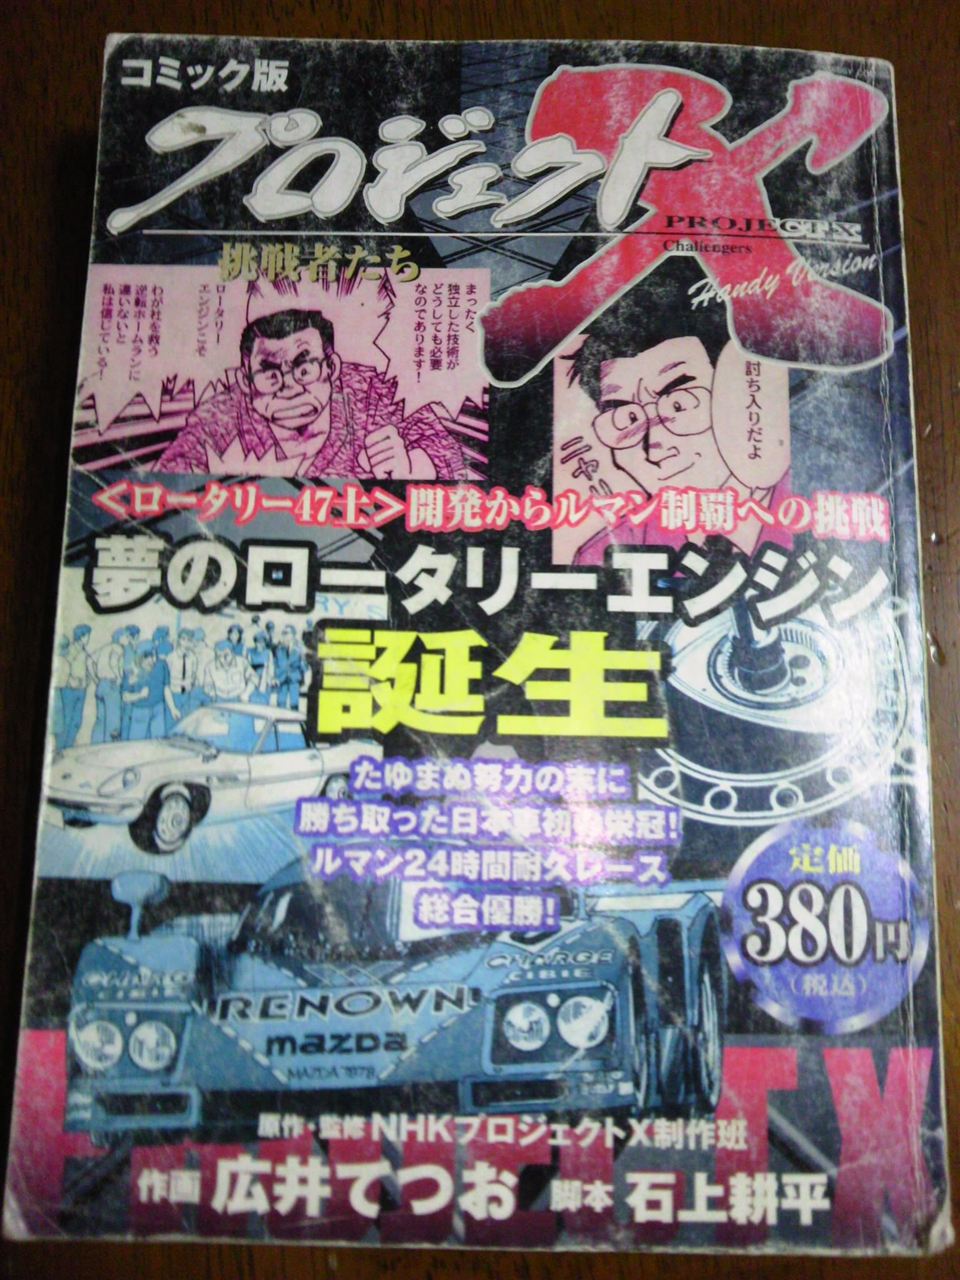 コミック版
プロジェクトX
PROJECT X
Challengers
Handy Version
挑戦者たち
まったく
独立した技術が
どうしても必要
なのであります!
ロータリー
エンジンこそ
わが社を救う
逆転ホームランに
違いないと
私は信じている!
討ち入りだよ
ニヤリ
<ロータリー47士>開発からルマン制覇への挑戦
夢のロータリーエンジン
誕生
たゆまぬ努力の末に
勝ち取った日本車初の栄冠!
ルマン24時間耐久レース
総合優勝!
定価
380円
(税込)
CHARGE
CIBIE
CHARGE
CIBIE
RENOWN
mazda
MAZDA 787B
原作・監修 NHKプロジェクトX制作班
作画 広井てつお 脚本 石上耕平